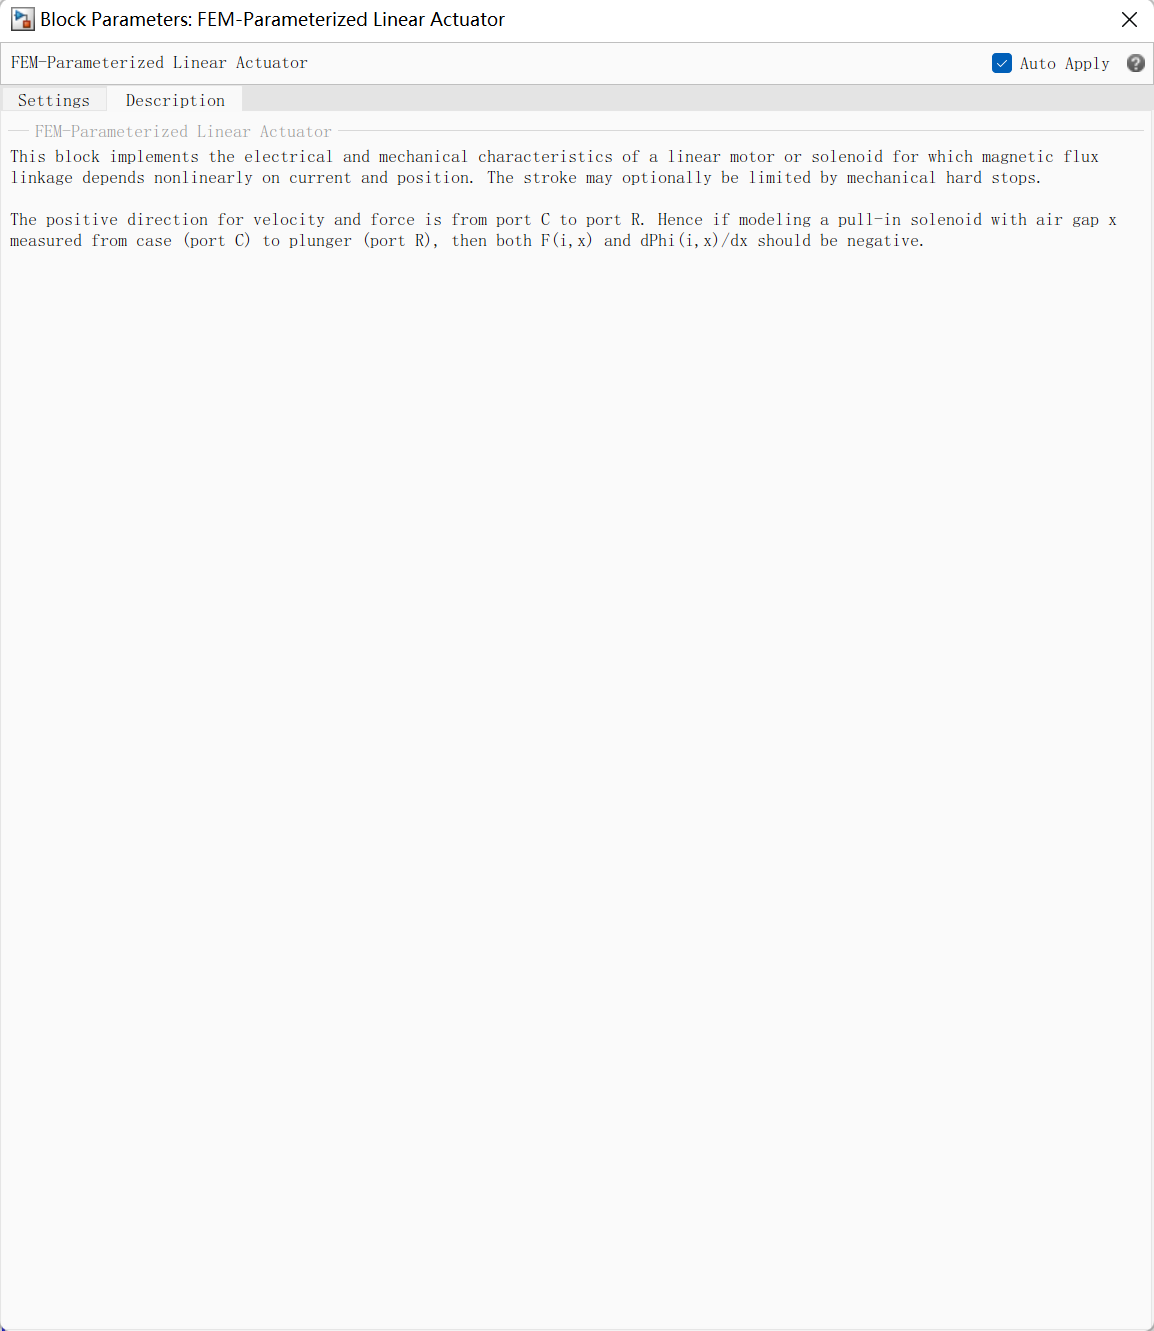 Block Parameters: FEM-Parameterized Linear Actuator
FEM-Parameterized Linear Actuator
Auto Apply
Settings
Description
FEM-Parameterized Linear Actuator
This block implements the electrical and mechanical characteristics of a linear motor or solenoid for which magnetic flux
linkage depends nonlinearly on current and position. The stroke may optionally be limited by mechanical hard stops.
The positive direction for velocity and force is from port C to port R. Hence if modeling a pull-in solenoid with air gap x
measured from case (port C) to plunger (port R), then both F(i,x) and dPhi(i,x)/dx should be negative.